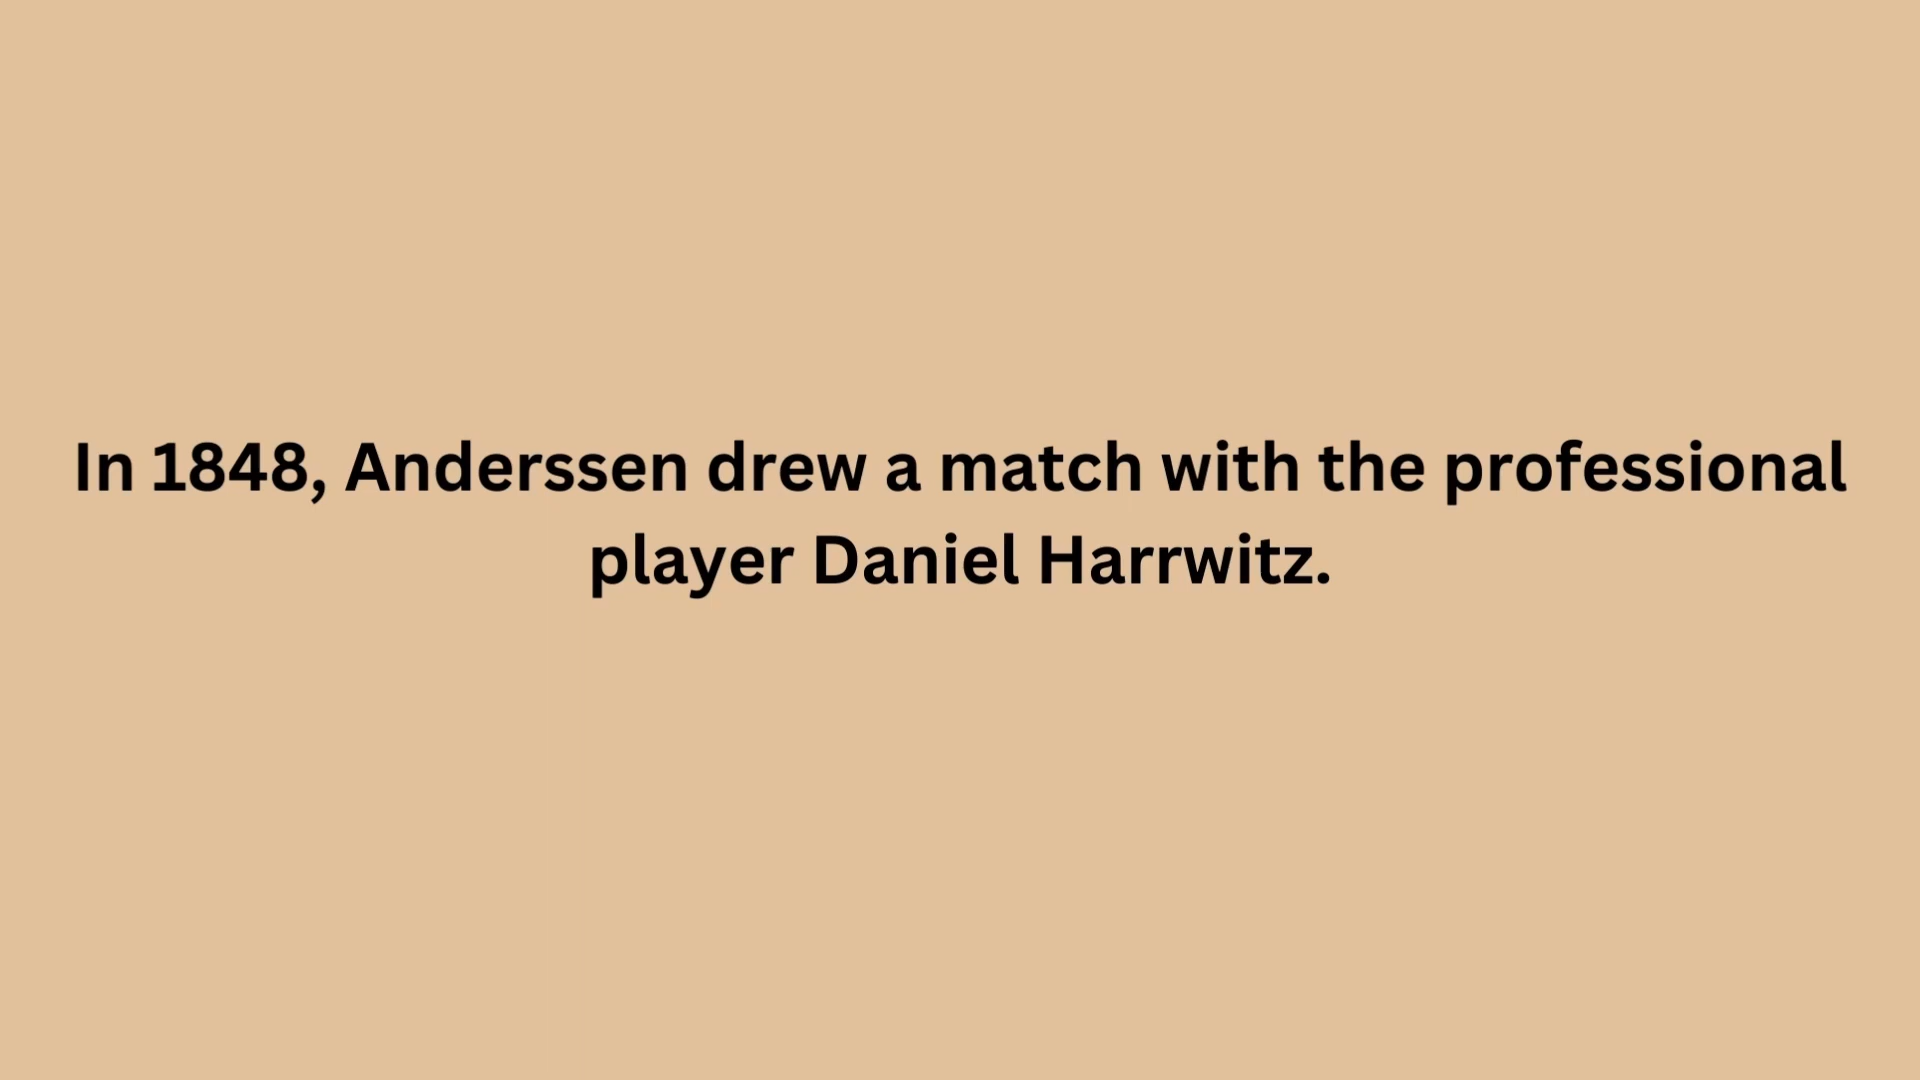 In 1848, Anderssen drew a match with the professional
player Daniel Harrwitz.